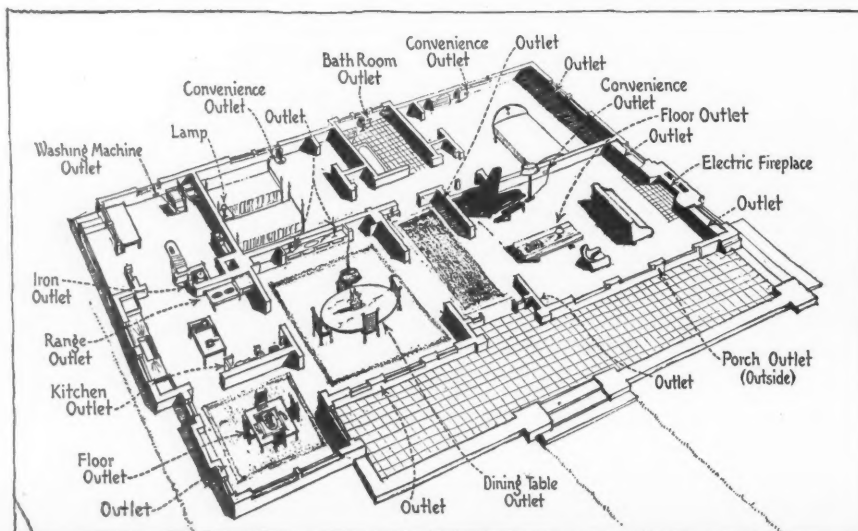 Outlet
Convenience
Outlet
Bath Room
Outlet
Outlet
Convenience
Outlet
Convenience
Outlet
Outlet
Floor Outlet
Lamp
Outlet
Washing Machine
Outlet
Electric Fireplace
Outlet
Iron
Outlet
Range
Outlet
Porch Outlet
(Outside)
Outlet
Kitchen
Outlet
Floor
Outlet
Dining Table
Outlet
Outlet
Outlet